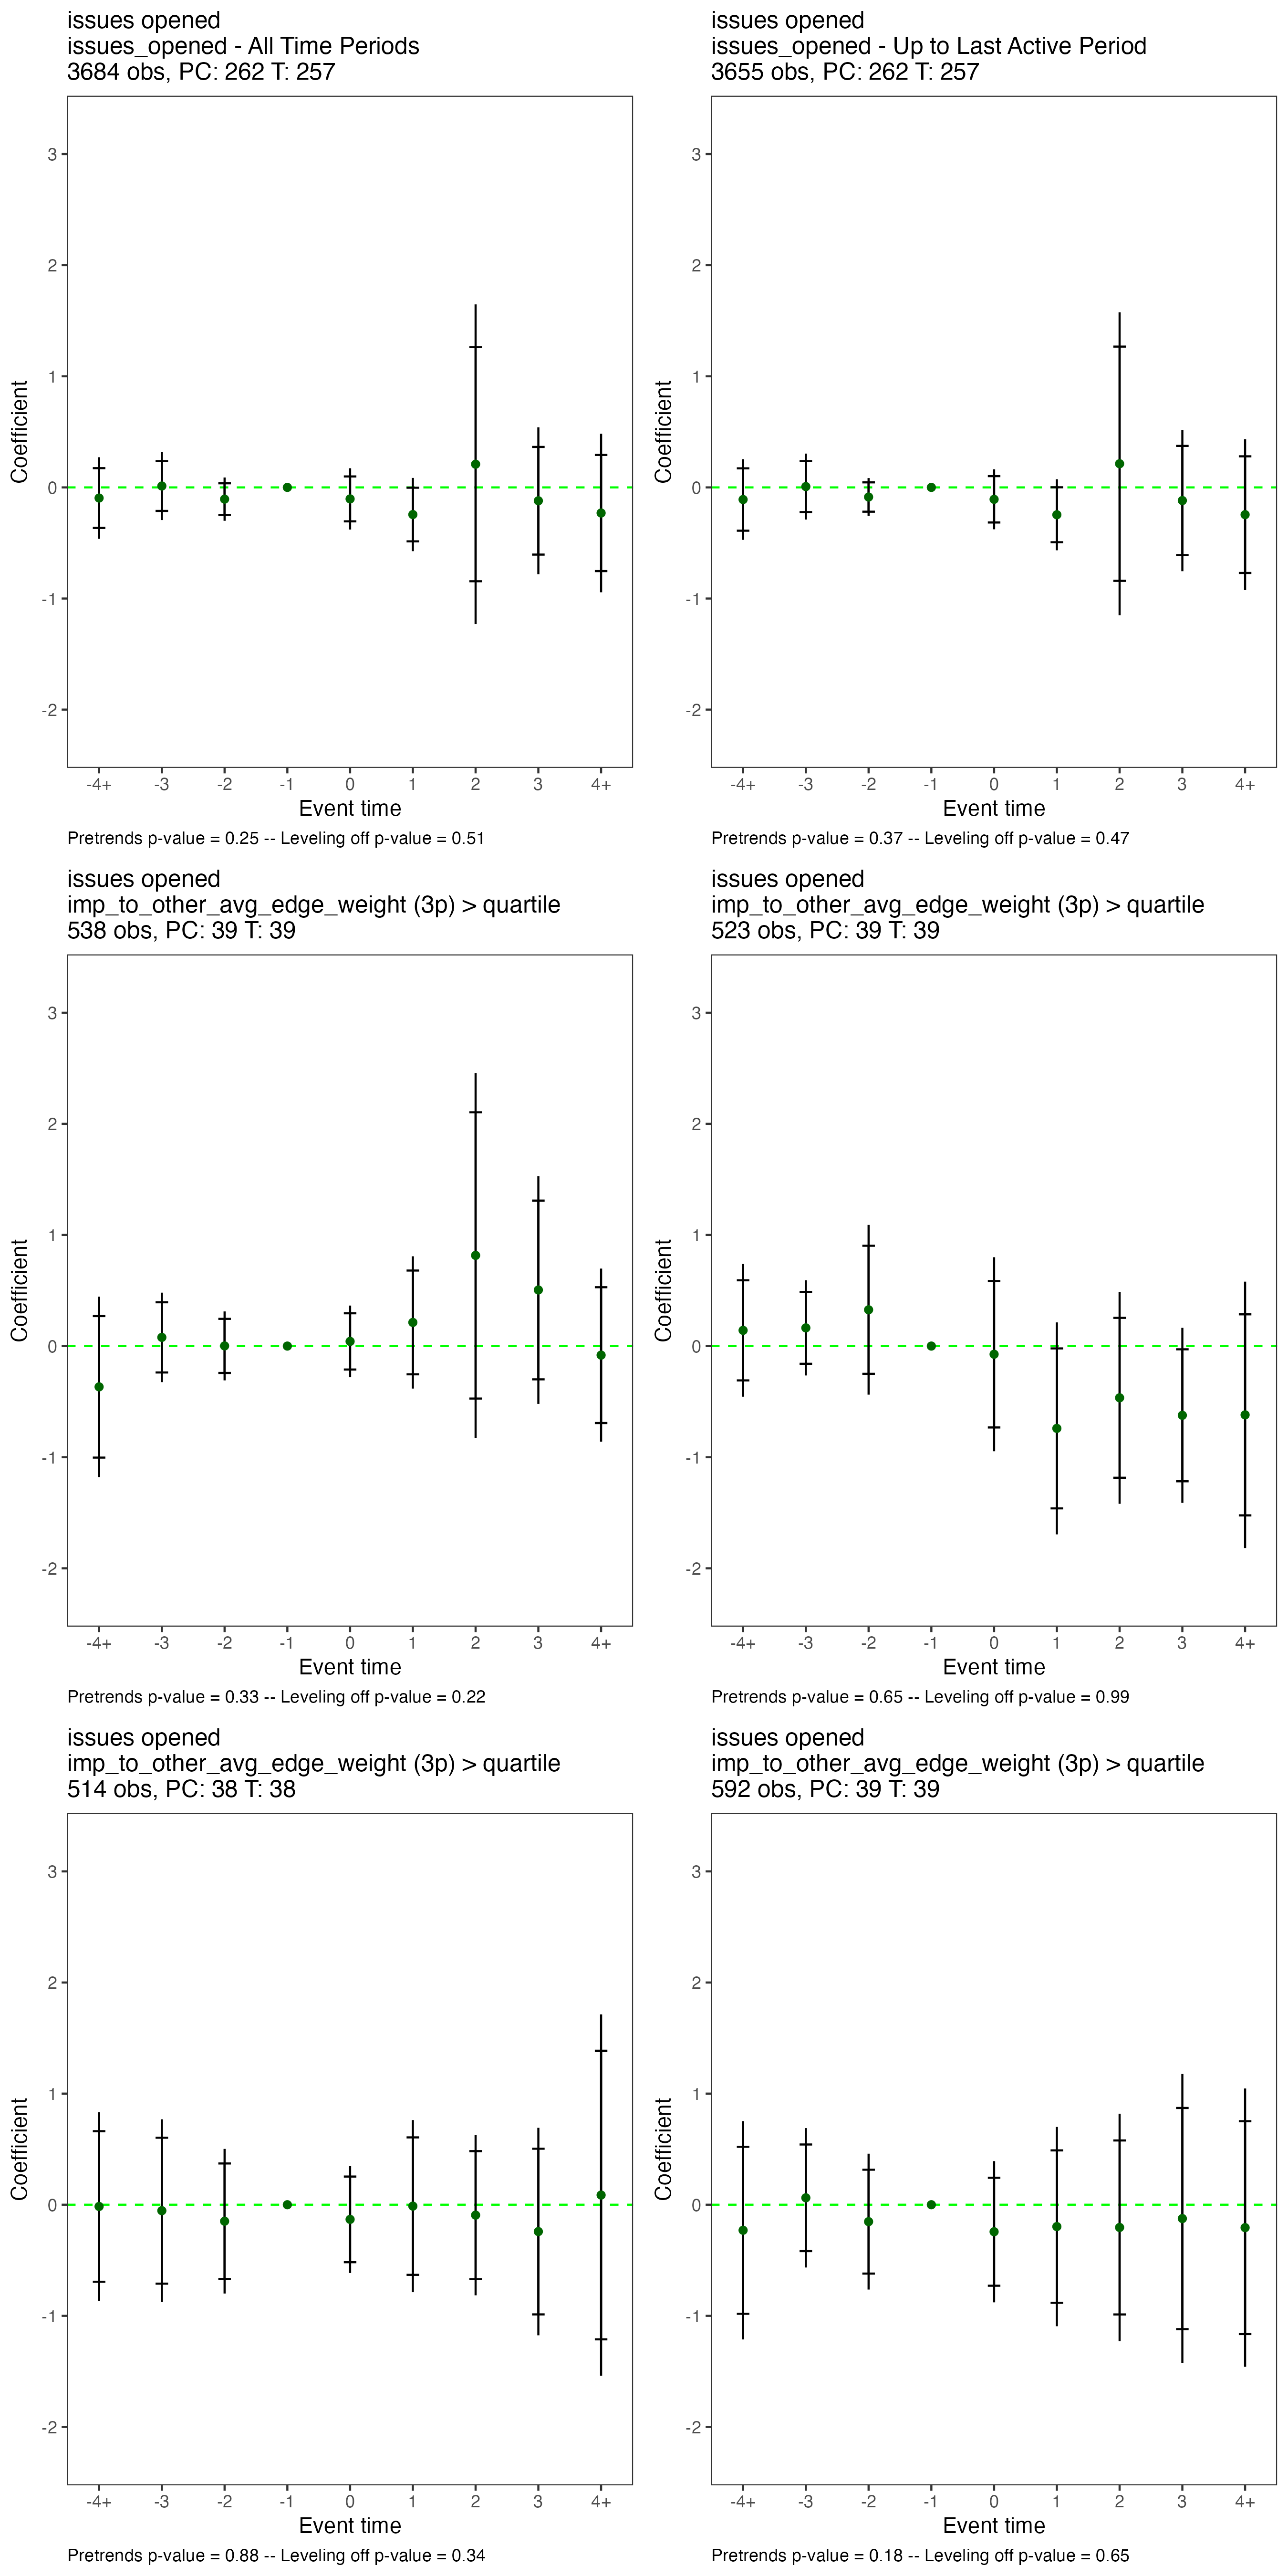 issues opened
issues_opened - All Time Periods
3684 obs, PC: 262 T: 257
3
2
1
0
-1
-2
Coefficient
-4+ -3 -2 -1 0 1 2 3 4+
Event time
Pretrends p-value = 0.25 -- Leveling off p-value = 0.51
issues opened
issues_opened - Up to Last Active Period
3655 obs, PC: 262 T: 257
3
2
1
0
-1
-2
Coefficient
-4+ -3 -2 -1 0 1 2 3 4+
Event time
Pretrends p-value = 0.37 -- Leveling off p-value = 0.47
issues opened
imp_to_other_avg_edge_weight (3p) > quartile
538 obs, PC: 39 T: 39
3
2
1
0
-1
-2
Coefficient
-4+ -3 -2 -1 0 1 2 3 4+
Event time
Pretrends p-value = 0.33 -- Leveling off p-value = 0.22
issues opened
imp_to_other_avg_edge_weight (3p) > quartile
523 obs, PC: 39 T: 39
3
2
1
0
-1
-2
Coefficient
-4+ -3 -2 -1 0 1 2 3 4+
Event time
Pretrends p-value = 0.65 -- Leveling off p-value = 0.99
issues opened
imp_to_other_avg_edge_weight (3p) > quartile
514 obs, PC: 38 T: 38
3
2
1
0
-1
-2
Coefficient
-4+ -3 -2 -1 0 1 2 3 4+
Event time
Pretrends p-value = 0.88 -- Leveling off p-value = 0.34
issues opened
imp_to_other_avg_edge_weight (3p) > quartile
592 obs, PC: 39 T: 39
3
2
1
0
-1
-2
Coefficient
-4+ -3 -2 -1 0 1 2 3 4+
Event time
Pretrends p-value = 0.18 -- Leveling off p-value = 0.65